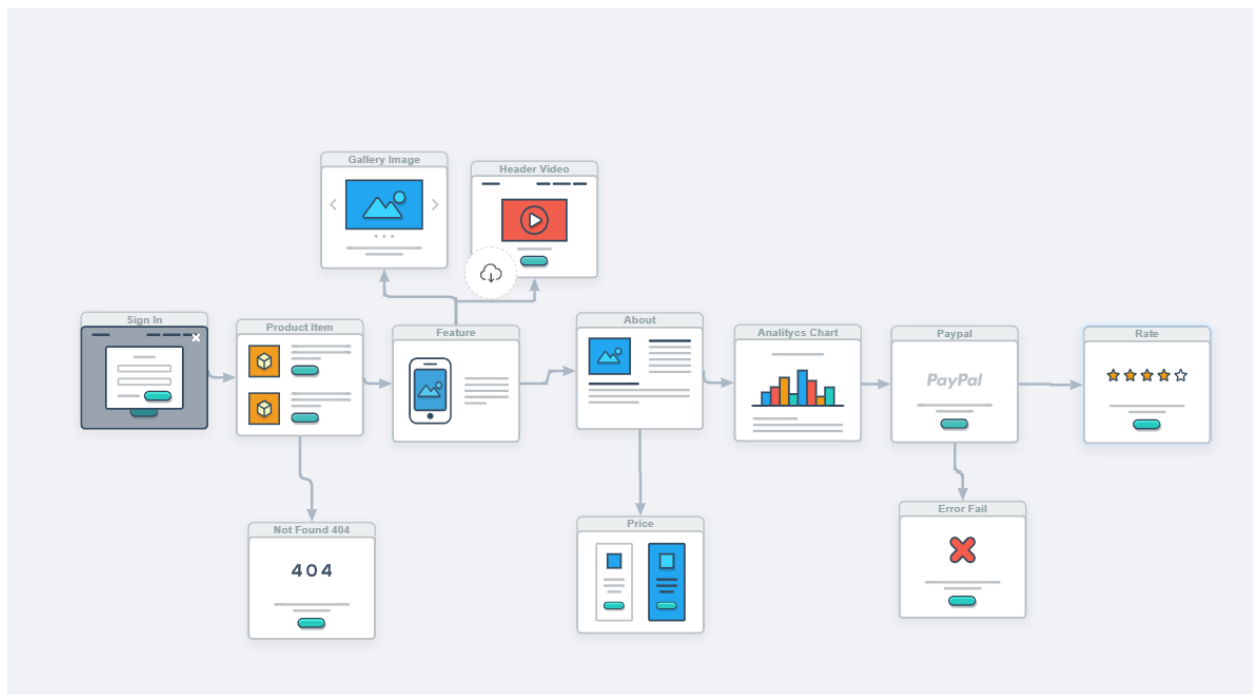 Gallery Image
Header Video
Sign In
Product Item
Feature
About
Analitycs Chart
Paypal
Rate
PayPal
Not Found 404
404
Price
Error Fail